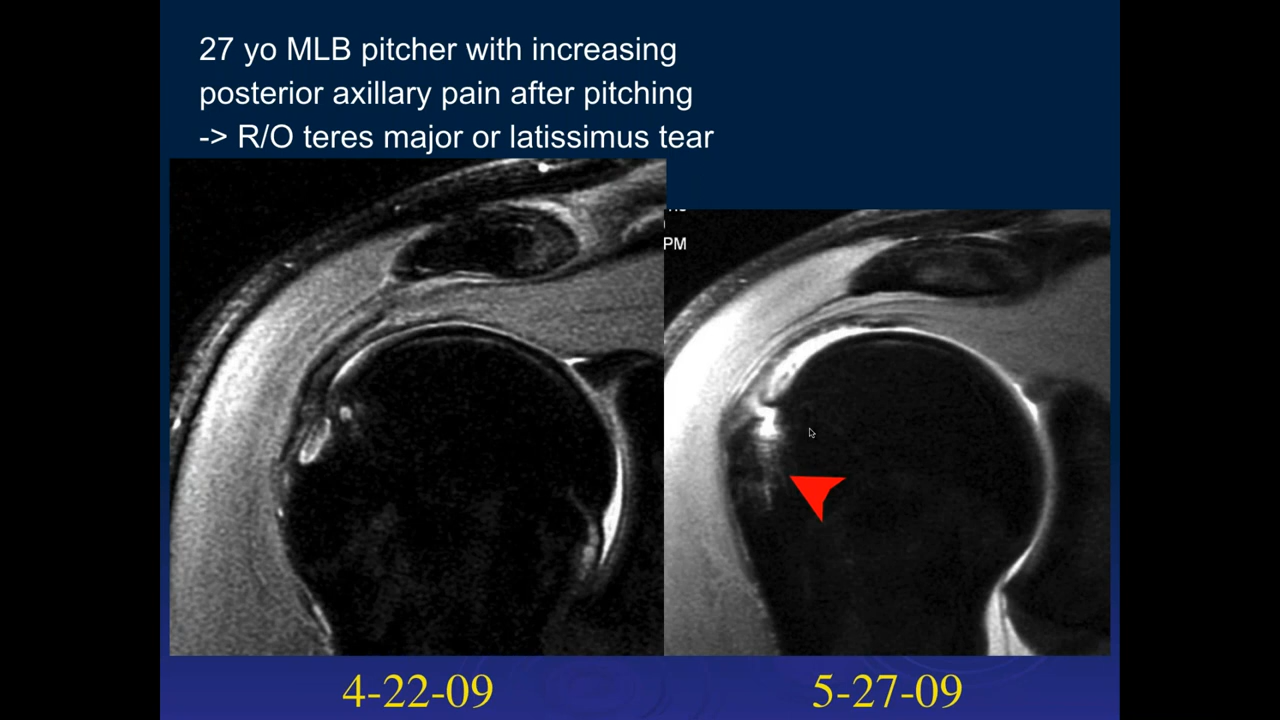 27 yo MLB pitcher with increasing
posterior axillary pain after pitching
-> R/O teres major or latissimus tear
PM
4-22-09
5-27-09